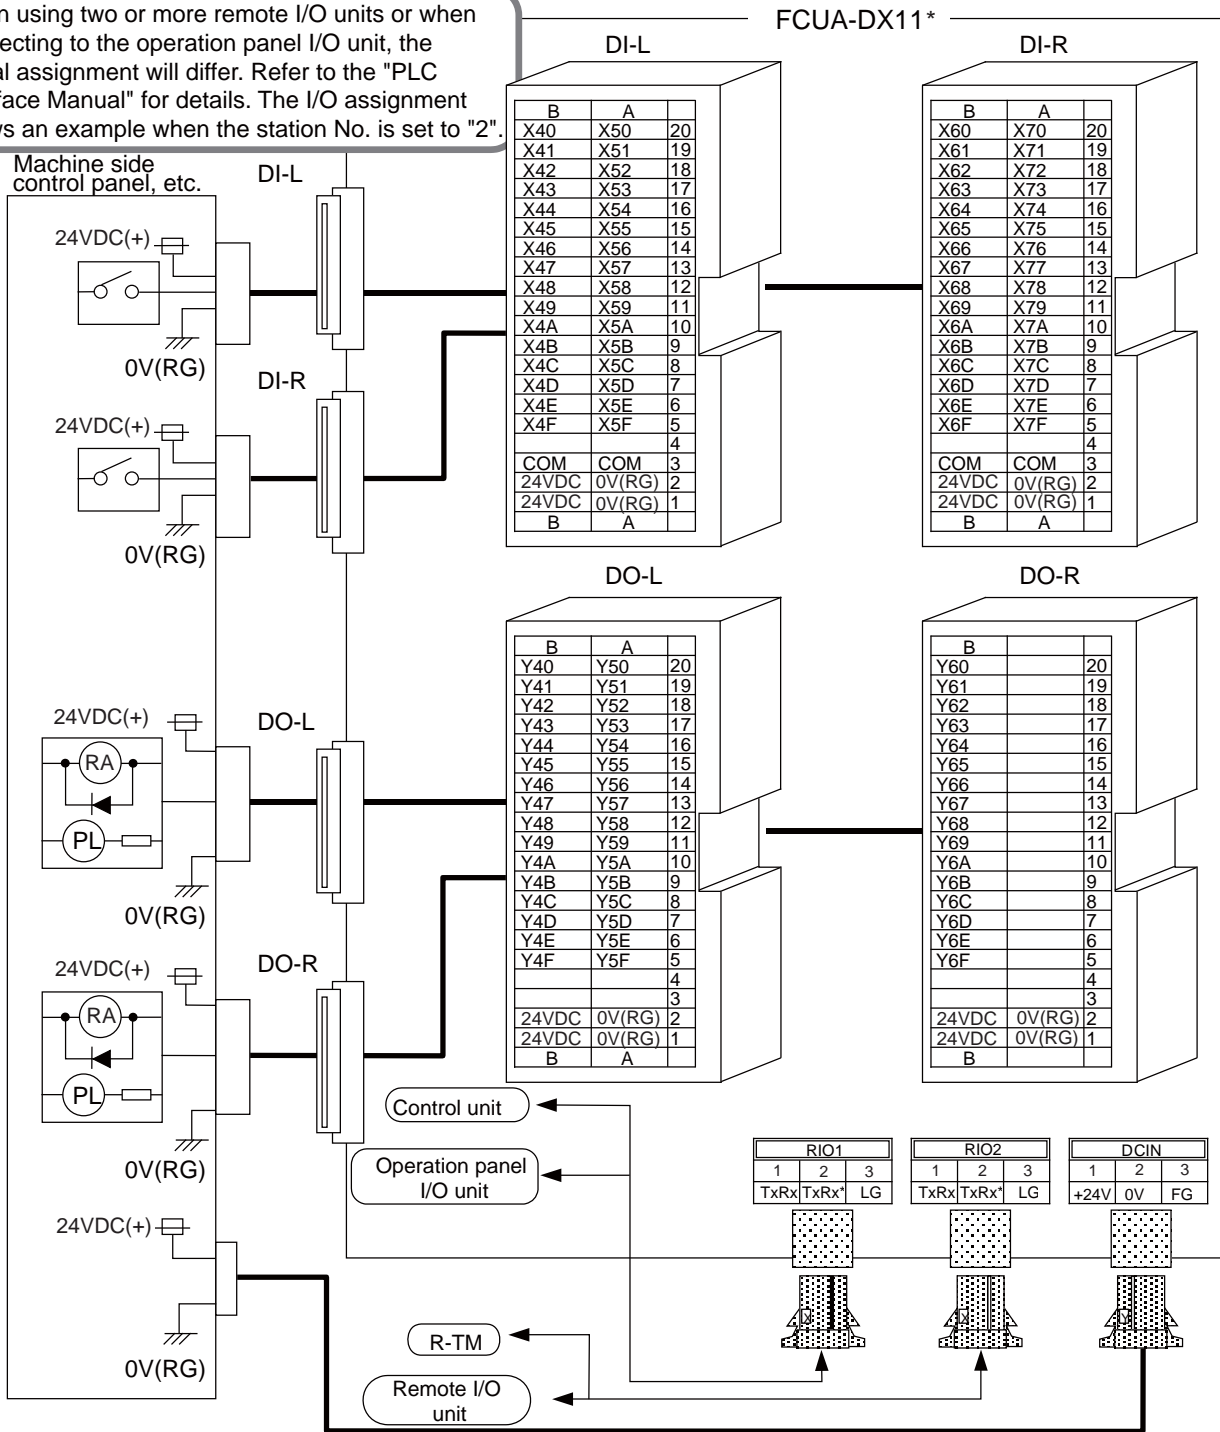 using two or more remote I/O units or when
to the operation panel I/O unit, the
assignment will differ. Refer to the "PLC
Manual" for details. The I/O assignment
an example when the station No. is set to "2".
FCUA-DX11*
DI-L
DI-R
B A
X40 X50 20
X41 X51 19
X42 X52 18
X43 X53 17
X44 X54 16
X45 X55 15
X46 X56 14
X47 X57 13
X48 X58 12
X49 X59 11
X4A X5A 10
X4B X5B 9
X4C X5C 8
X4D X5D 7
X4E X5E 6
X4F X5F 5
4
COM COM 3
24VDC 0V(RG) 2
24VDC 0V(RG) 1
B A
B A
X60 X70 20
X61 X71 19
X62 X72 18
X63 X73 17
X64 X74 16
X65 X75 15
X66 X76 14
X67 X77 13
X68 X78 12
X69 X79 11
X6A X7A 10
X6B X7B 9
X6C X7C 8
X6D X7D 7
X6E X7E 6
X6F X7F 5
4
COM COM 3
24VDC 0V(RG) 2
24VDC 0V(RG) 1
B A
Machine side
control panel, etc.
DI-L
24VDC(+)
0V(RG)
DI-R
24VDC(+)
0V(RG)
DO-L
DO-R
B A
Y40 Y50 20
Y41 Y51 19
Y42 Y52 18
Y43 Y53 17
Y44 Y54 16
Y45 Y55 15
Y46 Y56 14
Y47 Y57 13
Y48 Y58 12
Y49 Y59 11
Y4A Y5A 10
Y4B Y5B 9
Y4C Y5C 8
Y4D Y5D 7
Y4E Y5E 6
Y4F Y5F 5
4
3
24VDC 0V(RG) 2
24VDC 0V(RG) 1
B A
B
Y60 20
Y61 19
Y62 18
Y63 17
Y64 16
Y65 15
Y66 14
Y67 13
Y68 12
Y69 11
Y6A 10
Y6B 9
Y6C 8
Y6D 7
Y6E 6
Y6F 5
4
3
24VDC 0V(RG) 2
24VDC 0V(RG) 1
B
24VDC(+)
DO-L
RA
PL
0V(RG)
24VDC(+)
DO-R
RA
PL
0V(RG)
24VDC(+)
0V(RG)
Control unit
Operation panel
I/O unit
R-TM
Remote I/O
unit
RIO1
1 2 3
TxRx TxRx* LG
RIO2
1 2 3
TxRx TxRx* LG
DCIN
1 2 3
+24V 0V FG
X
X